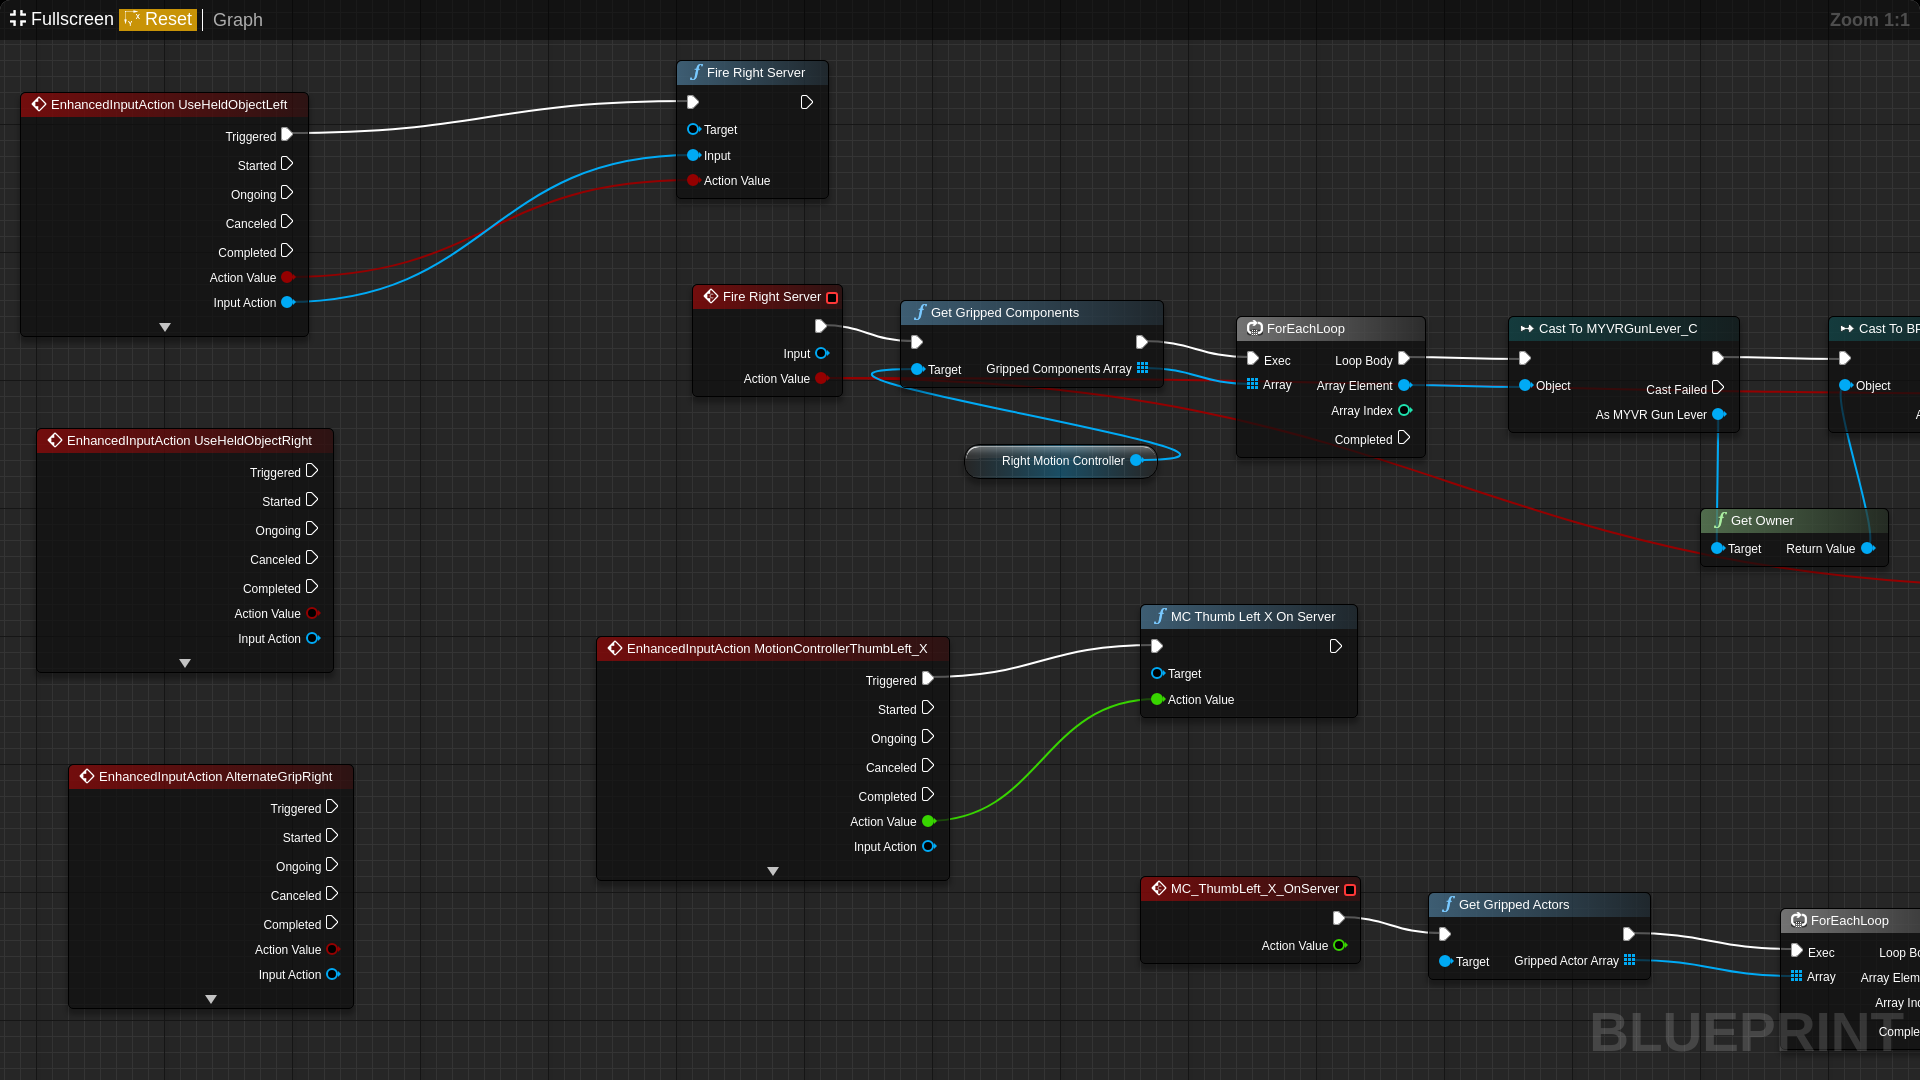 Fullscreen Reset Graph
Zoom 1:1
EnhancedInputAction UseHeldObjectLeft
Triggered
Started
Ongoing
Canceled
Completed
Action Value
Input Action
Fire Right Server
Target
Input
Action Value
Fire Right Server
Input
Action Value
Get Gripped Components
Target Gripped Components Array
Right Motion Controller
ForEachLoop
Exec Loop Body
Array Array Element
Array Index
Completed
Cast To MYVRGunLever_C
Object
Cast Failed
As MYVR Gun Lever
Cast To BP
Object
A
Get Owner
Target Return Value
EnhancedInputAction UseHeldObjectRight
Triggered
Started
Ongoing
Canceled
Completed
Action Value
Input Action
EnhancedInputAction MotionControllerThumbLeft_X
Triggered
Started
Ongoing
Canceled
Completed
Action Value
Input Action
MC Thumb Left X On Server
Target
Action Value
EnhancedInputAction AlternateGripRight
Triggered
Started
Ongoing
Canceled
Completed
Action Value
Input Action
MC_ThumbLeft_X_OnServer
Action Value
Get Gripped Actors
Target Gripped Actor Array
ForEachLoop
Exec Loop Bo
Array Array Elem
Array Ind
Comple
BLUEPRINT